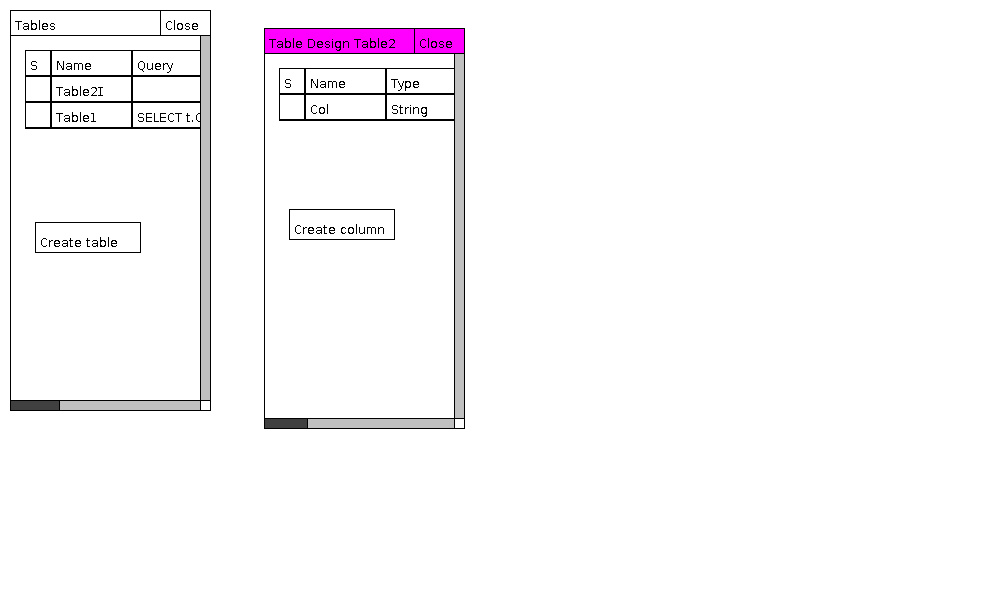 Tables Close
S Name Query
Table2I
Table1 SELECT t.
Create table
Table Design Table2 Close
S Name Type
Col String
Create column